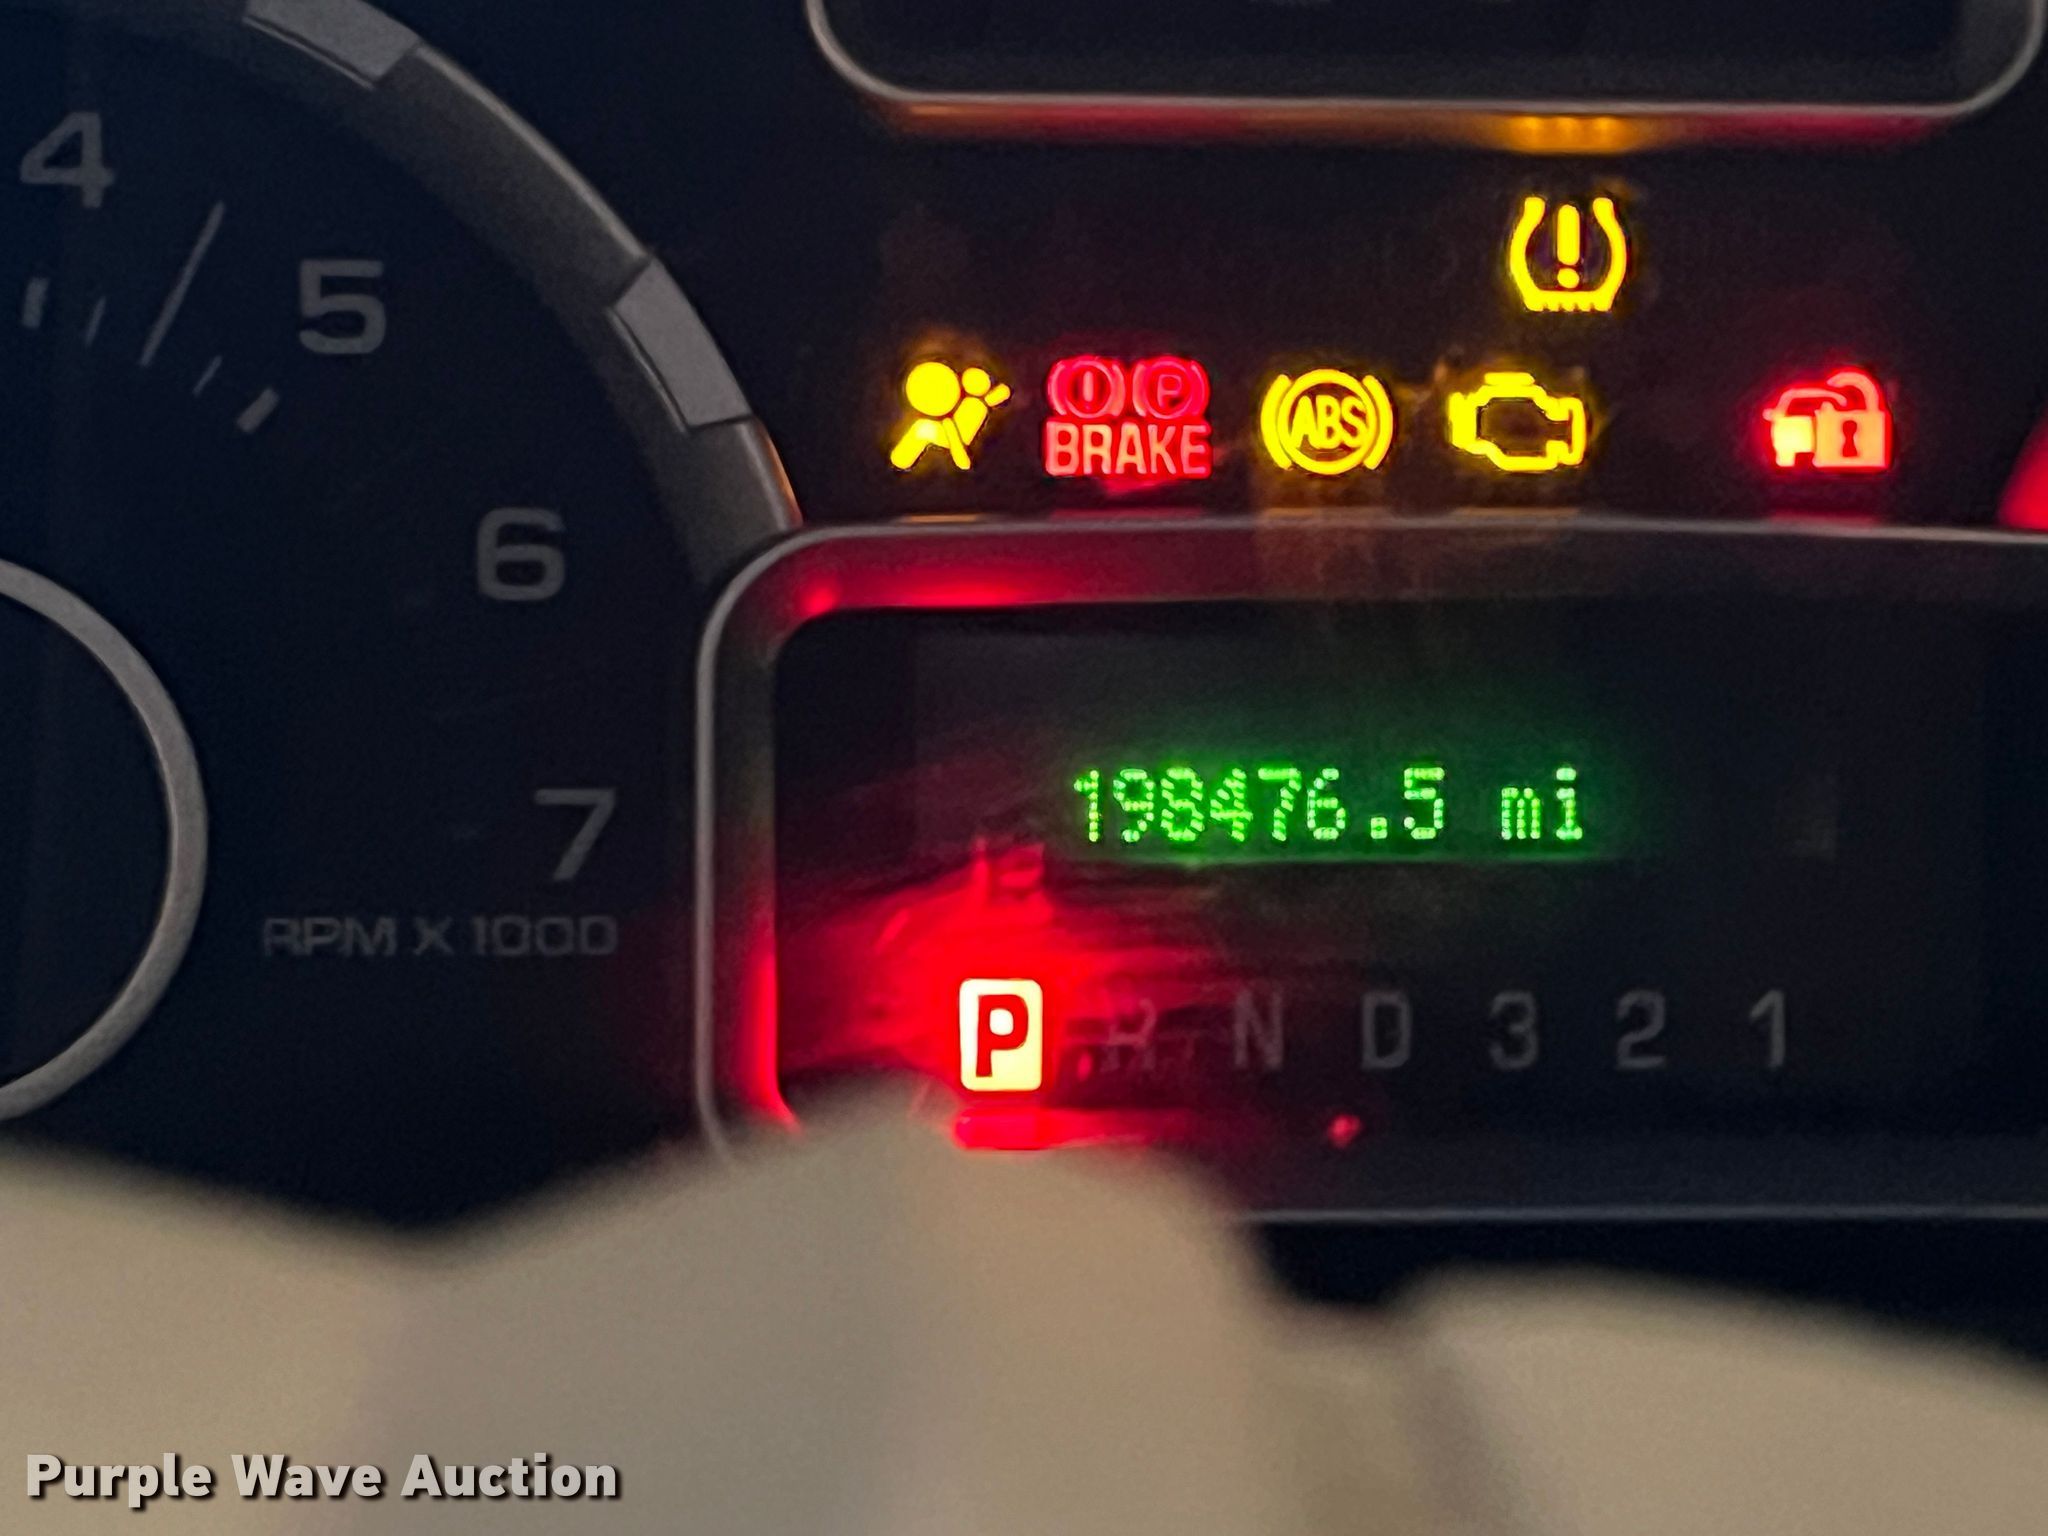 4
5
6
7
RPM X 1000
BRAKE
ABS
198476.5 mi
P R N D 3 2 1
Purple Wave Auction